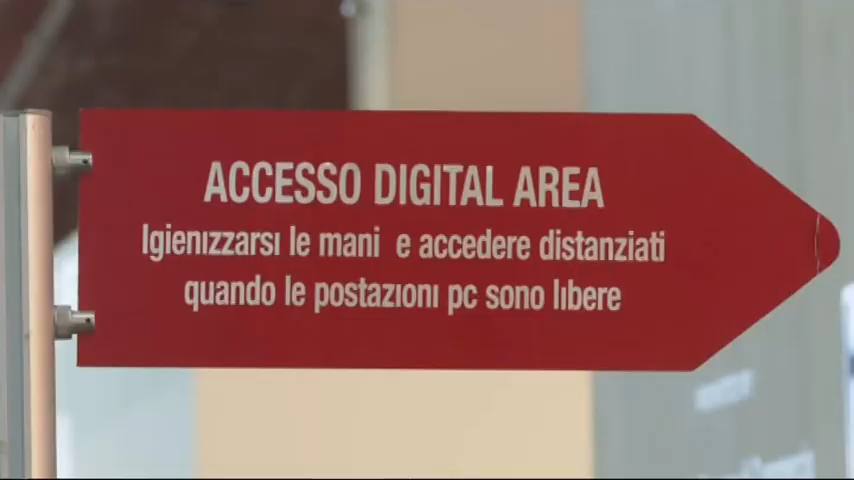 ACCESSO DIGITAL AREA
Igienizzarsi le mani e accedere distanziati
quando le postazioni pc sono libere